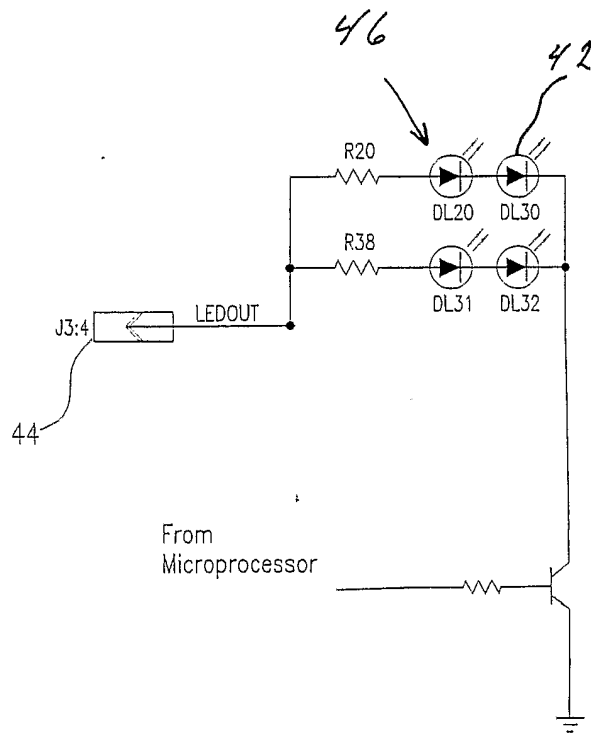 46
42
R20
DL20
DL30
R38
DL31
DL32
J3:4
LEDOUT
44
From
Microprocessor